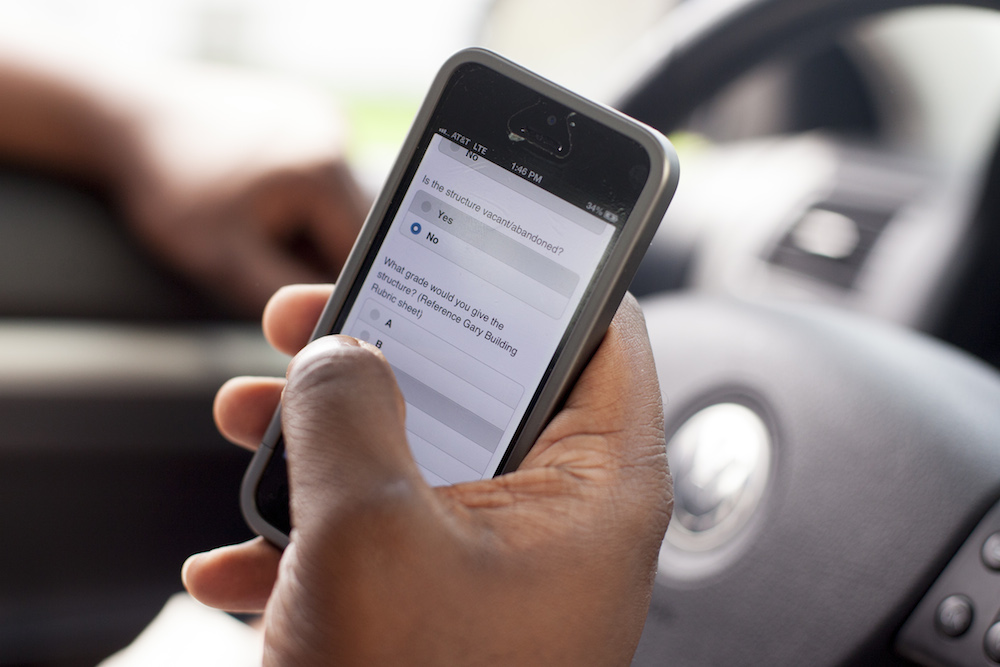 AT&T LTE
1:46 PM
34%
No
Is the structure vacant/abandoned?
Yes
No
What grade would you give the
structure? (Reference Gary Building
Rubric sheet)
A
B